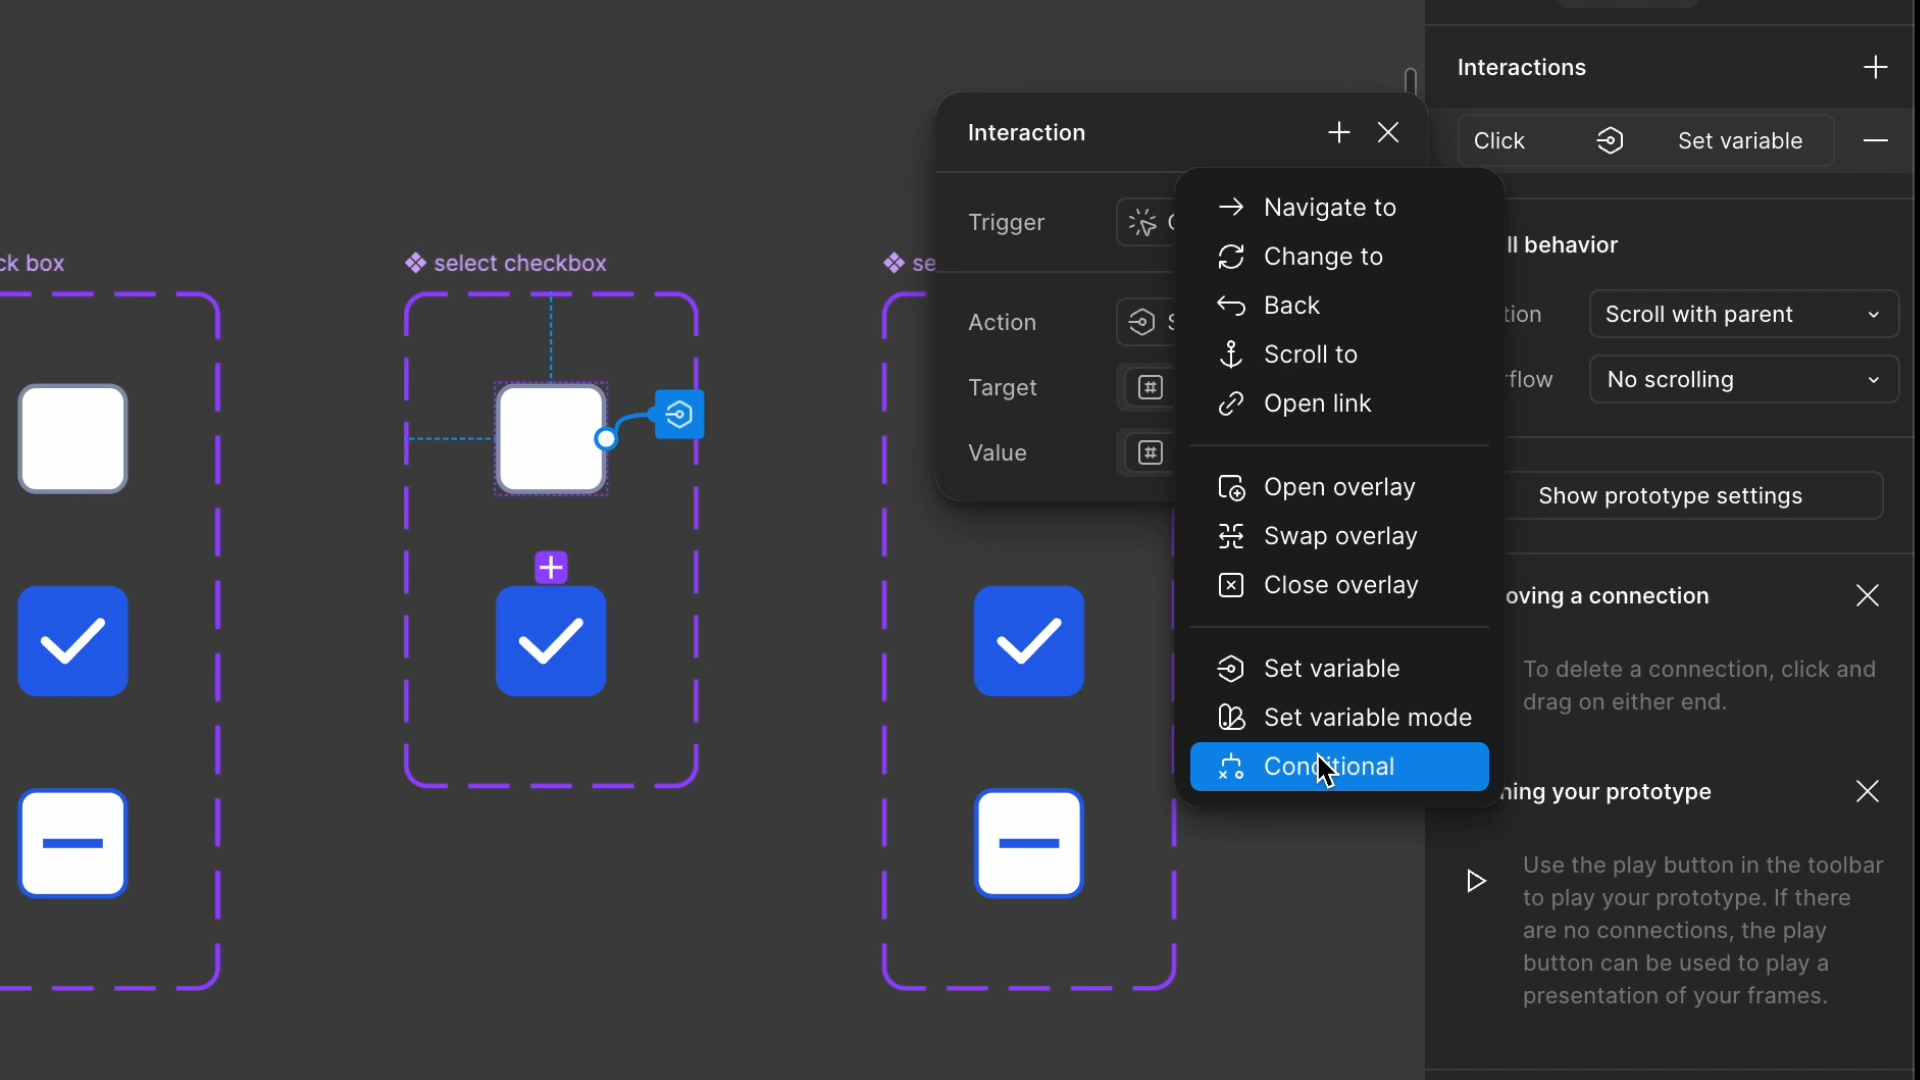 Interactions
Interaction
Click
Set variable
Navigate to
Trigger
Change to
ll behavior
ck box
select checkbox
se
Back
tion
Scroll with parent
Action
Scroll to
Target
rflow
No scrolling
Open link
Value
Open overlay
Show prototype settings
Swap overlay
Close overlay
oving a connection
Set variable
To delete a connection, click and
drag on either end.
Set variable mode
Conditional
ning your prototype
Use the play button in the toolbar
to play your prototype. If there
are no connections, the play
button can be used to play a
presentation of your frames.